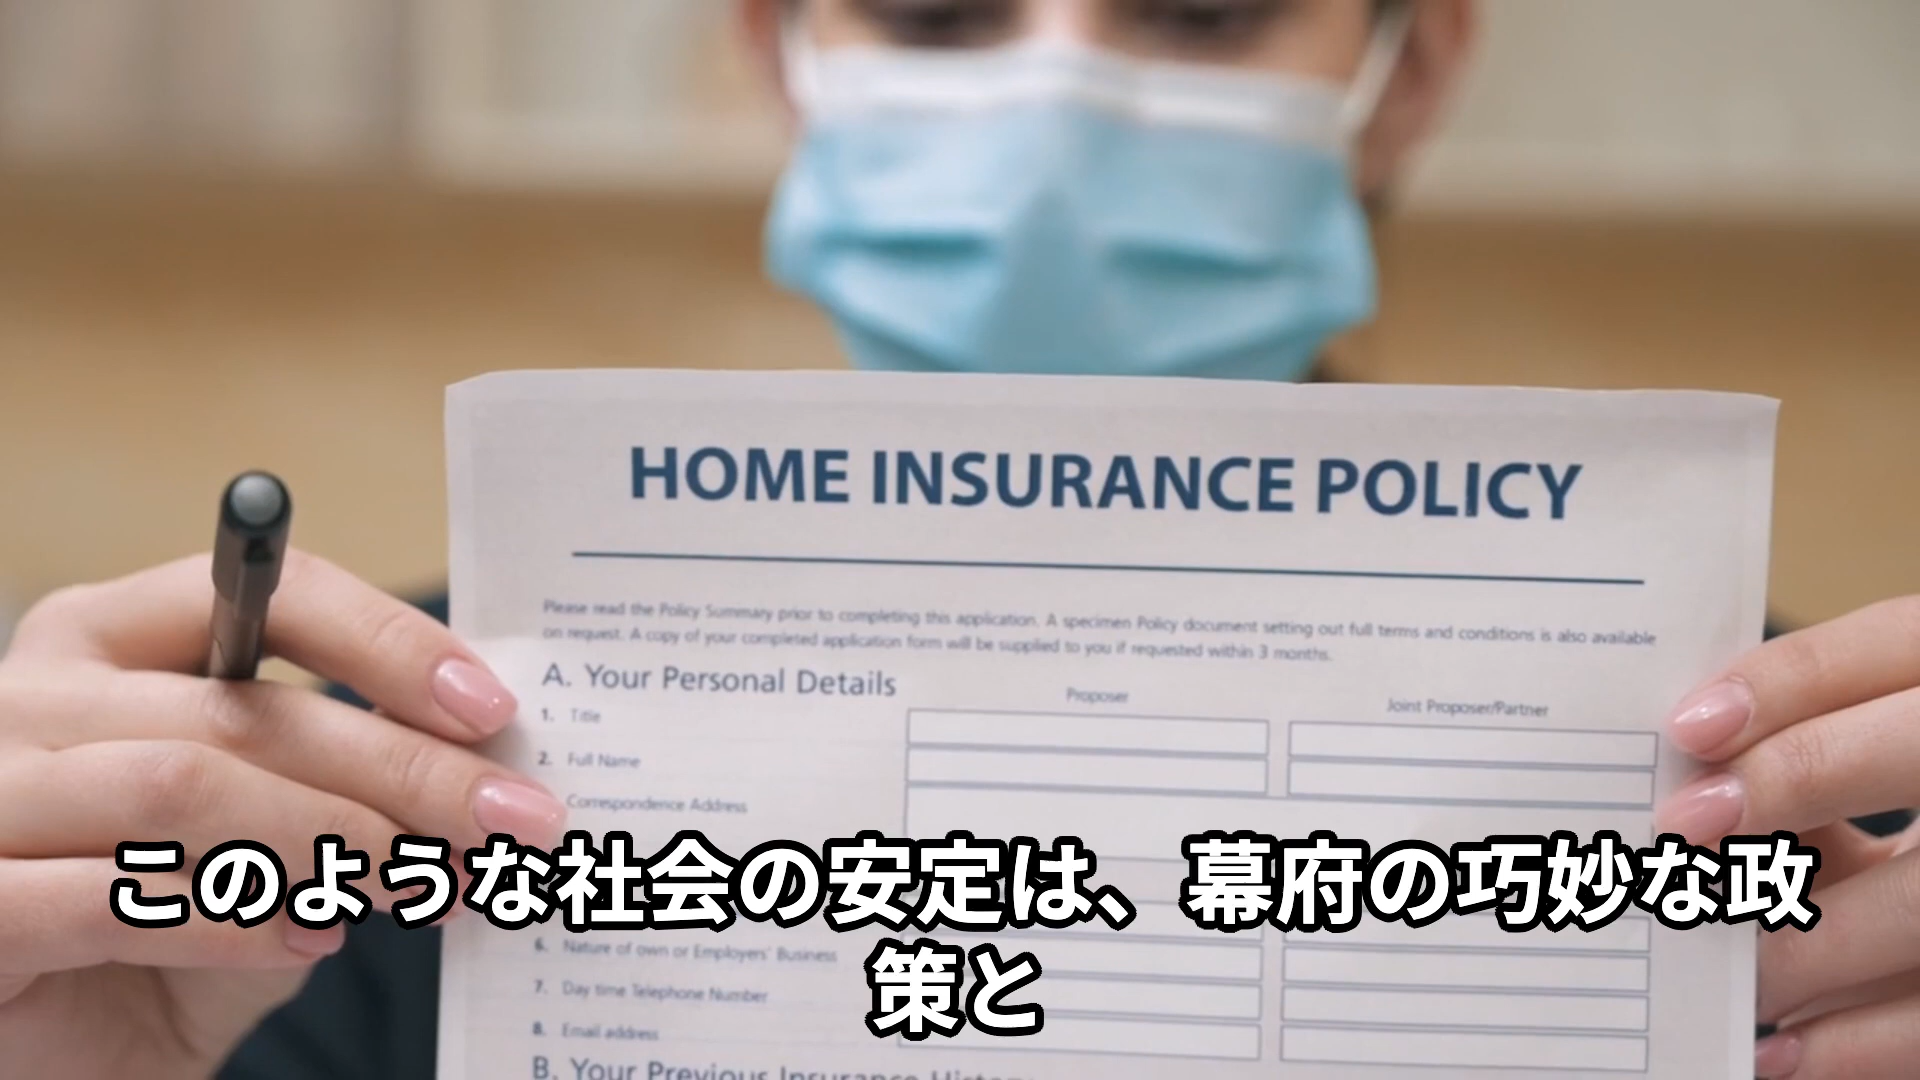 HOME INSURANCE POLICY
Please read the Policy Summary prior to completing this application. A specimen Policy document setting out full terms and conditions is also available
on request. A copy of your completed application form will be supplied to you if requested within 3 months.
A. Your Personal Details
Proposer
Joint Proposer/Partner
1. Title
2. Full Name
Correspondence Address
このような社会の安定は、幕府の巧妙な政
策と
6. Nature of own or Employers' Business
7. Day time Telephone Number
8. Email address
B. Your Previous Insurance History